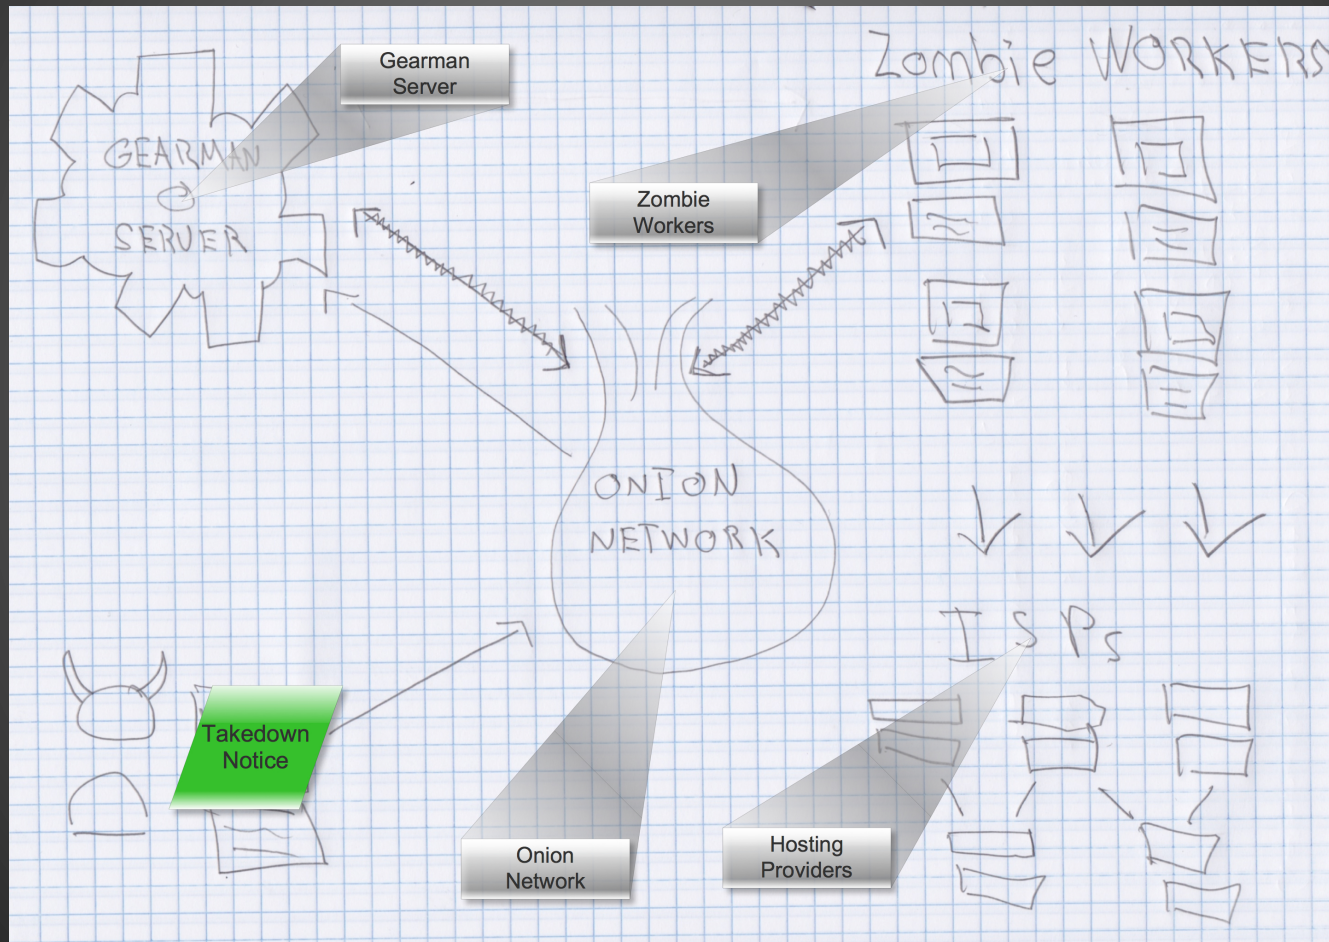 Gearman
Server
Zombie WORKERS
GEARMAN
SERVER
Zombie
Workers
ONION
NETWORK
ISPs
Takedown
Notice
Onion
Network
Hosting
Providers